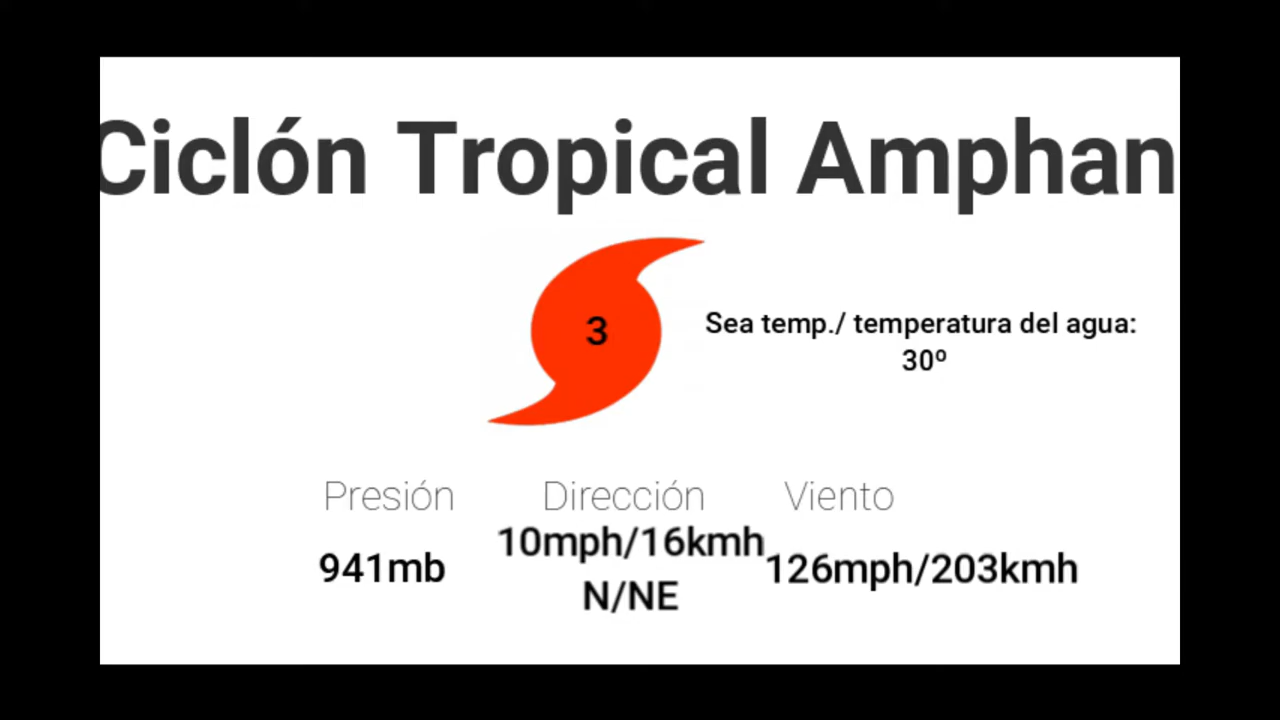 Ciclón Tropical Amphan
3
Sea temp./ temperatura del agua:
30º
Presión
Dirección
Viento
941mb
10mph/16kmh
N/NE
126mph/203kmh